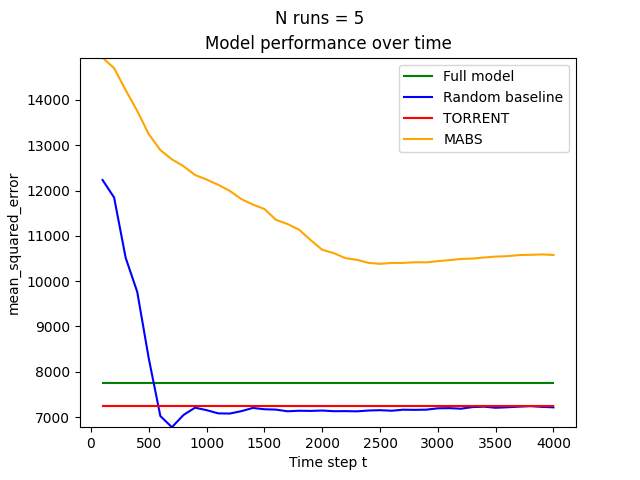 N runs = 5
Model performance over time
mean_squared_error
14000
13000
12000
11000
10000
9000
8000
7000
Full model
Random baseline
TORRENT
MABS
0
500
1000
1500
2000
2500
3000
3500
4000
Time step t